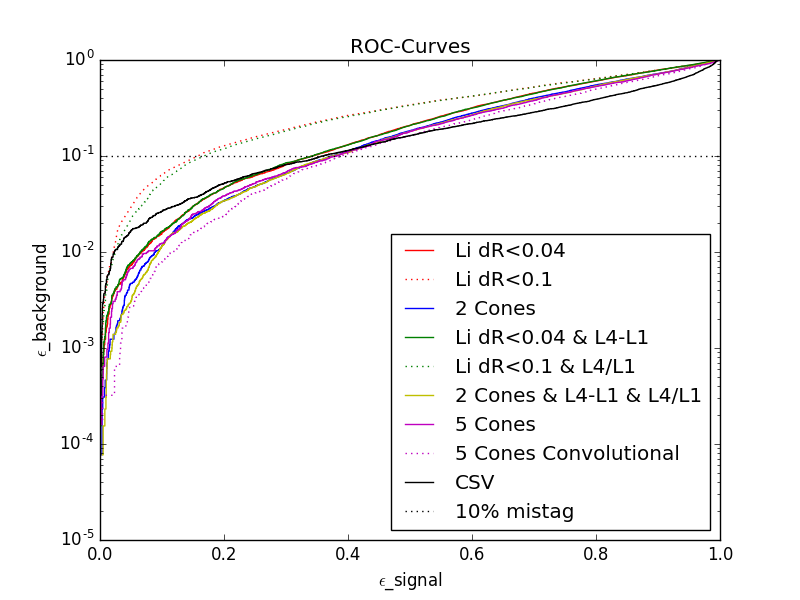 ROC-Curves
10^0
10^-1
10^-2
10^-3
10^-4
10^-5
ϵ_background
Li dR<0.04
Li dR<0.1
2 Cones
Li dR<0.04 & L4-L1
Li dR<0.1 & L4/L1
2 Cones & L4-L1 & L4/L1
5 Cones
5 Cones Convolutional
CSV
10% mistag
0.0 0.2 0.4 0.6 0.8 1.0
ϵ_signal